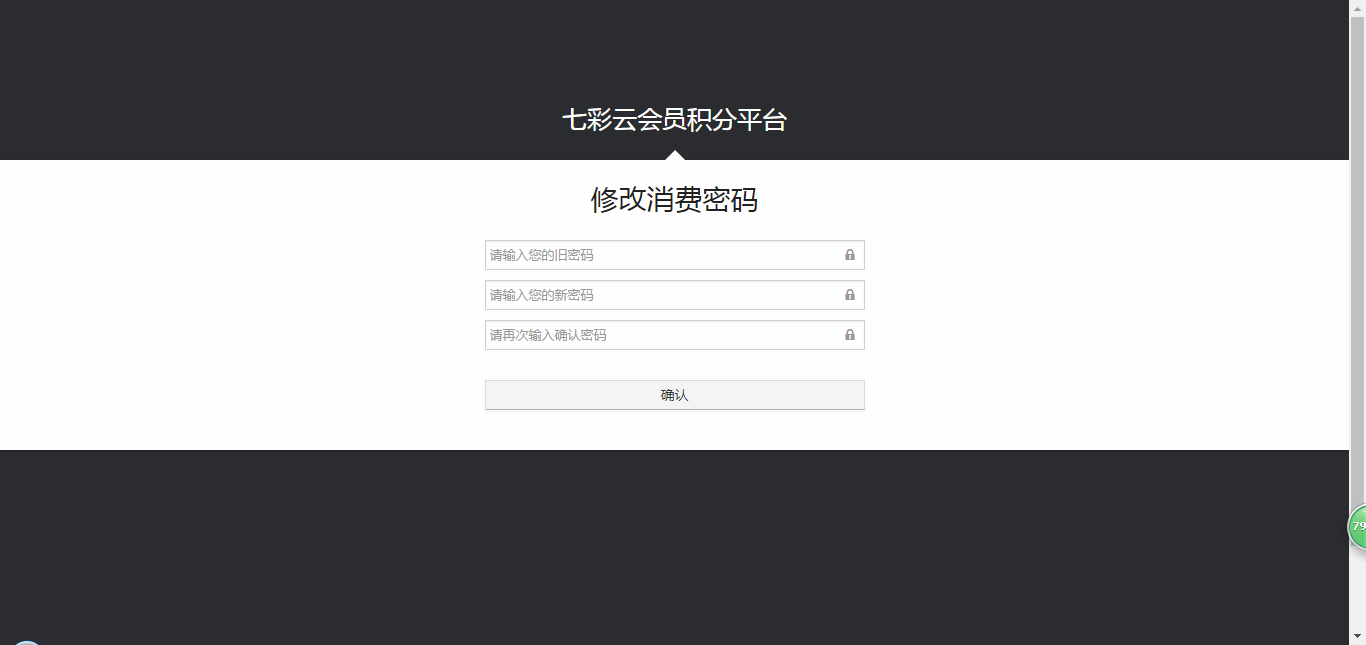 七彩云会员积分平台
修改消费密码
请输入您的旧密码
请输入您的新密码
请再次输入确认密码
确认
79